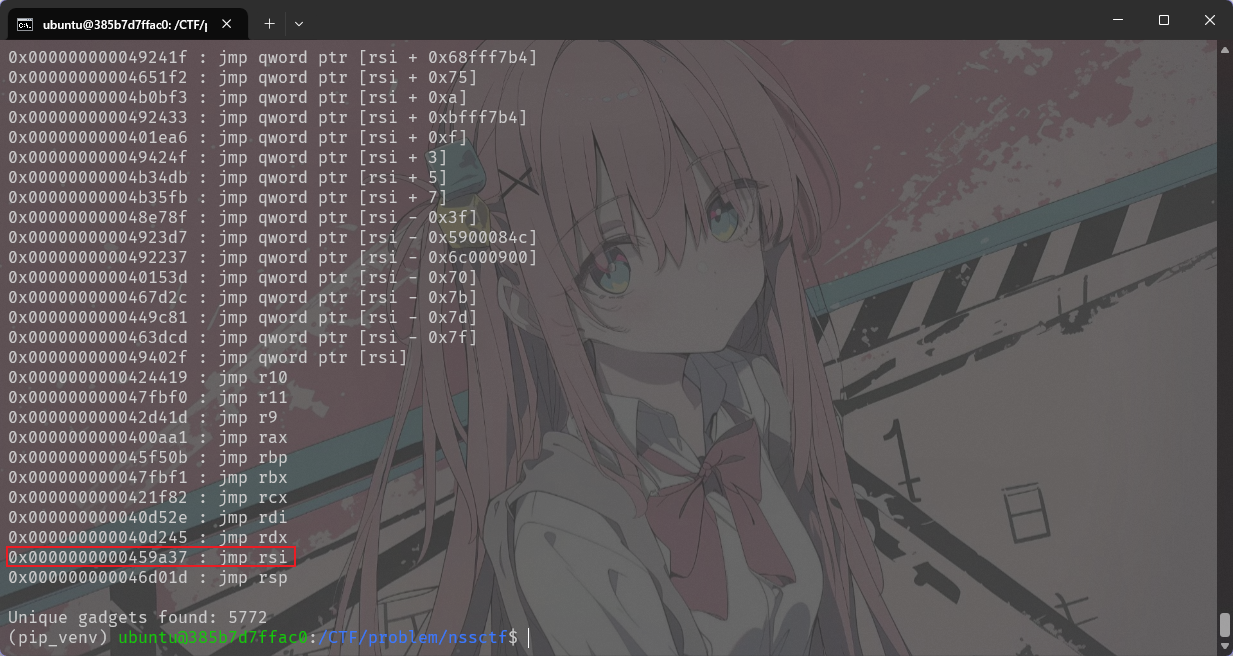 ubuntu@385b7d7ffac0: /CTF/p
0x000000000049241f : jmp qword ptr [rsi + 0x68fff7b4]
0x00000000004651f2 : jmp qword ptr [rsi + 0x75]
0x00000000004b0bf3 : jmp qword ptr [rsi + 0xa]
0x0000000000492433 : jmp qword ptr [rsi + 0xbfff7b4]
0x0000000000401ea6 : jmp qword ptr [rsi + 0xf]
0x000000000049424f : jmp qword ptr [rsi + 3]
0x00000000004b34db : jmp qword ptr [rsi + 5]
0x00000000004b35fb : jmp qword ptr [rsi + 7]
0x000000000048e78f : jmp qword ptr [rsi - 0x3f]
0x00000000004923d7 : jmp qword ptr [rsi - 0x5900084c]
0x0000000000492237 : jmp qword ptr [rsi - 0x6c000900]
0x000000000040153d : jmp qword ptr [rsi - 0x70]
0x0000000000467d2c : jmp qword ptr [rsi - 0x7b]
0x0000000000449c81 : jmp qword ptr [rsi - 0x7d]
0x0000000000463dcd : jmp qword ptr [rsi - 0x7f]
0x000000000049402f : jmp qword ptr [rsi]
0x0000000000424419 : jmp r10
0x000000000047fbf0 : jmp r11
0x000000000042d41d : jmp r9
0x0000000000400aa1 : jmp rax
0x000000000045f50b : jmp rbp
0x000000000047fbf1 : jmp rbx
0x0000000000421f82 : jmp rcx
0x000000000040d52e : jmp rdi
0x000000000040d245 : jmp rdx
0x0000000000459a37 : jmp rsi
0x000000000046d01d : jmp rsp
Unique gadgets found: 5772
(pip_venv) ubuntu@385b7d7ffac0:/CTF/problem/nssctf$